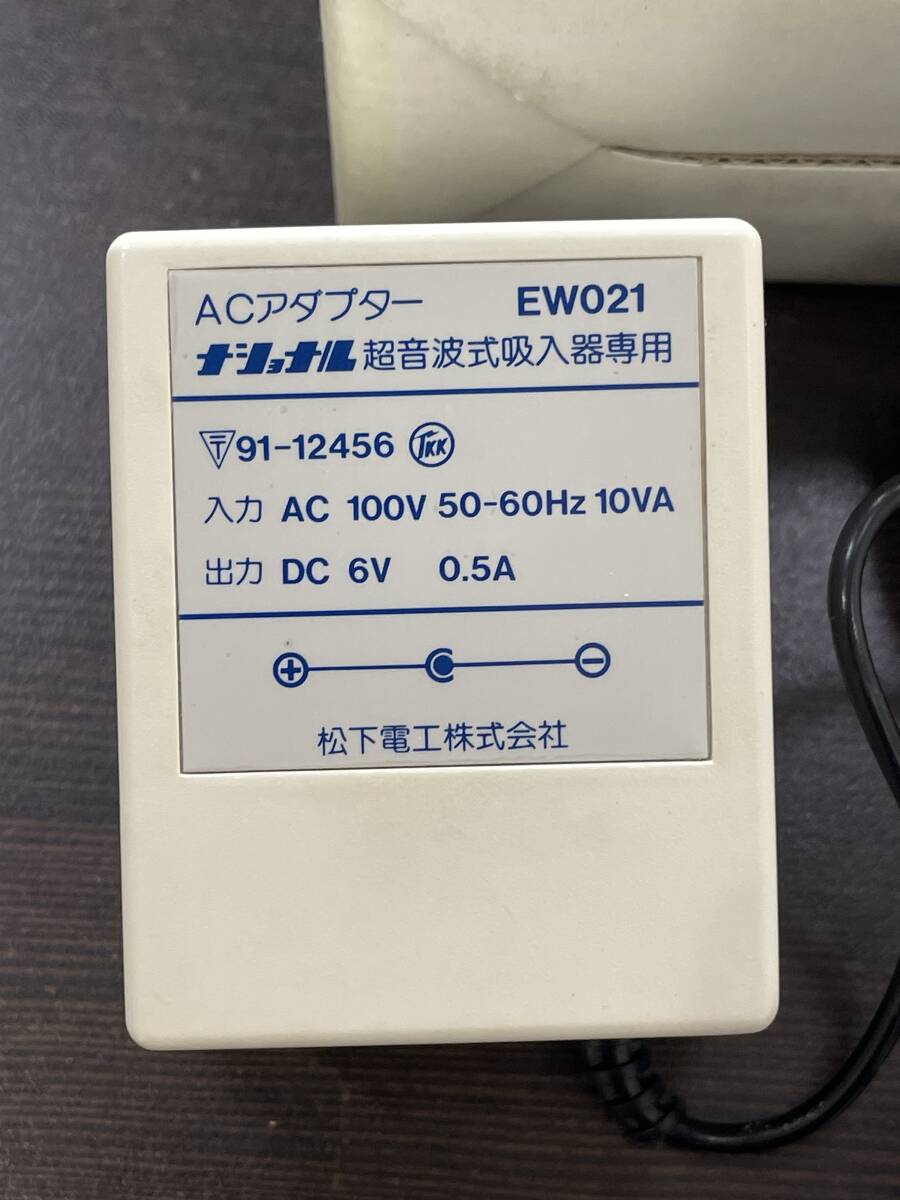 ACアダプター EW021
ナショナル 超音波式吸入器専用
〒91-12456 TKK
入力 AC 100V 50-60Hz 10VA
出力 DC 6V 0.5A
松下電工株式会社